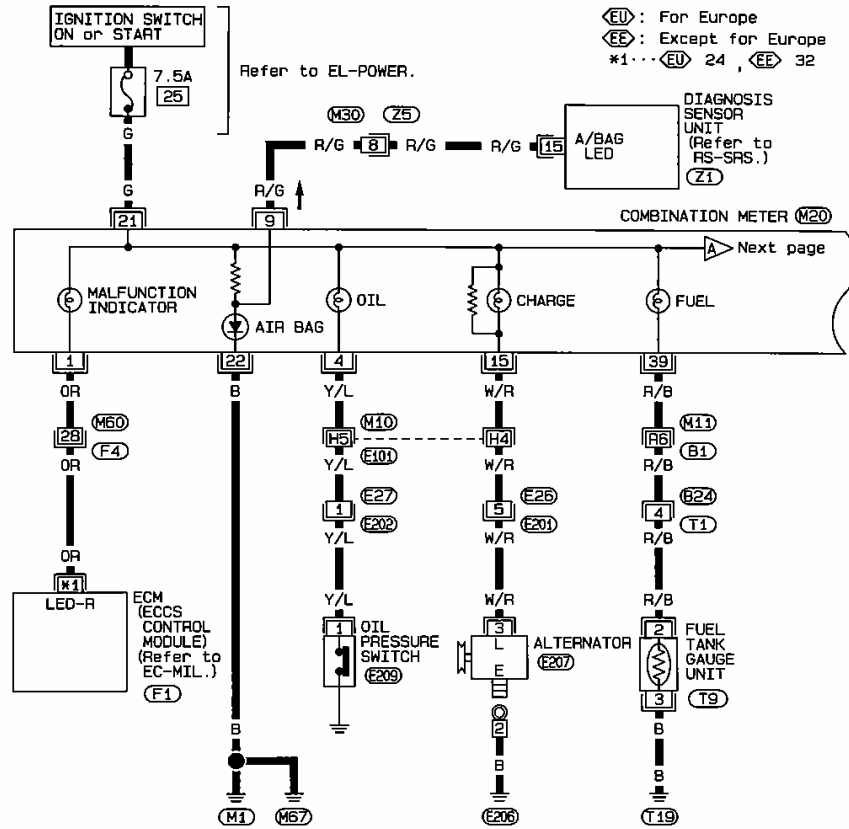 IGNITION SWITCH
ON or START
7.5A
25
Refer to EL-POWER.
EU : For Europe
EE : Except for Europe
*1··· EU 24 , EE 32
G
G
M30 Z5
R/G 8 R/G R/G 15
A/BAG
LED
DIAGNOSIS
SENSOR
UNIT
(Refer to
RS-SRS.)
Z1
R/G
21 9
COMBINATION METER M20
A Next page
MALFUNCTION
INDICATOR
AIR BAG
OIL
CHARGE
FUEL
1 22 4 15 39
OR B Y/L W/R R/B
28 M60
F4
H5 M10
E101
H4
R6 M11
B1
OR Y/L W/R R/B
1 E27
E202
5 E26
E201
4 B24
T1
Y/L W/R R/B
OR Y/L W/R R/B
*1
LED-R
ECM
(ECCS
CONTROL
MODULE)
(Refer to
EC-MIL.)
F1
1
OIL
PRESSURE
SWITCH
E209
3
L
E
ALTERNATOR
E207
2
2
FUEL
TANK
GAUGE
UNIT
3 T9
B B B
B
M1 M67 E206 T19